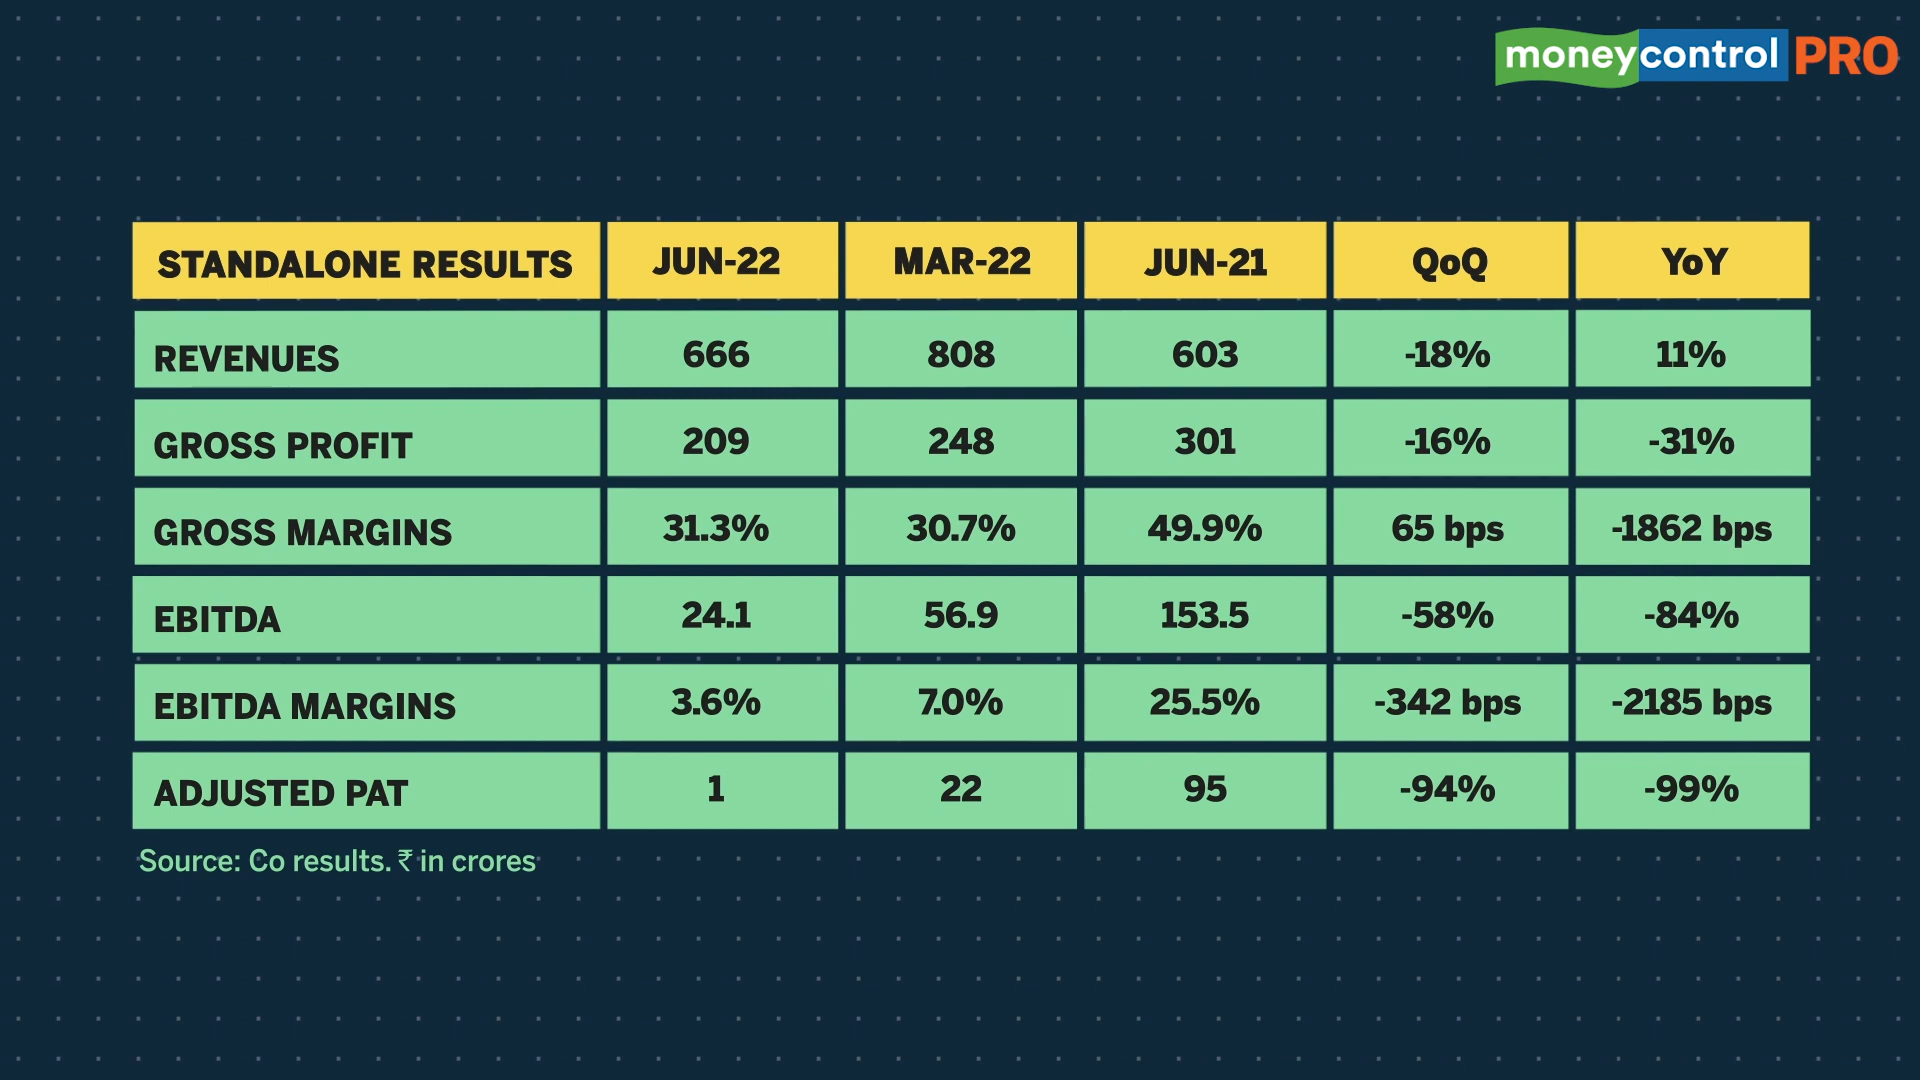 moneycontrol PRO
STANDALONE RESULTS JUN-22 MAR-22 JUN-21 QoQ YoY
REVENUES 666 808 603 -18% 11%
GROSS PROFIT 209 248 301 -16% -31%
GROSS MARGINS 31.3% 30.7% 49.9% 65 bps -1862 bps
EBITDA 24.1 56.9 153.5 -58% -84%
EBITDA MARGINS 3.6% 7.0% 25.5% -342 bps -2185 bps
ADJUSTED PAT 1 22 95 -94% -99%
Source: Co results. ₹ in crores